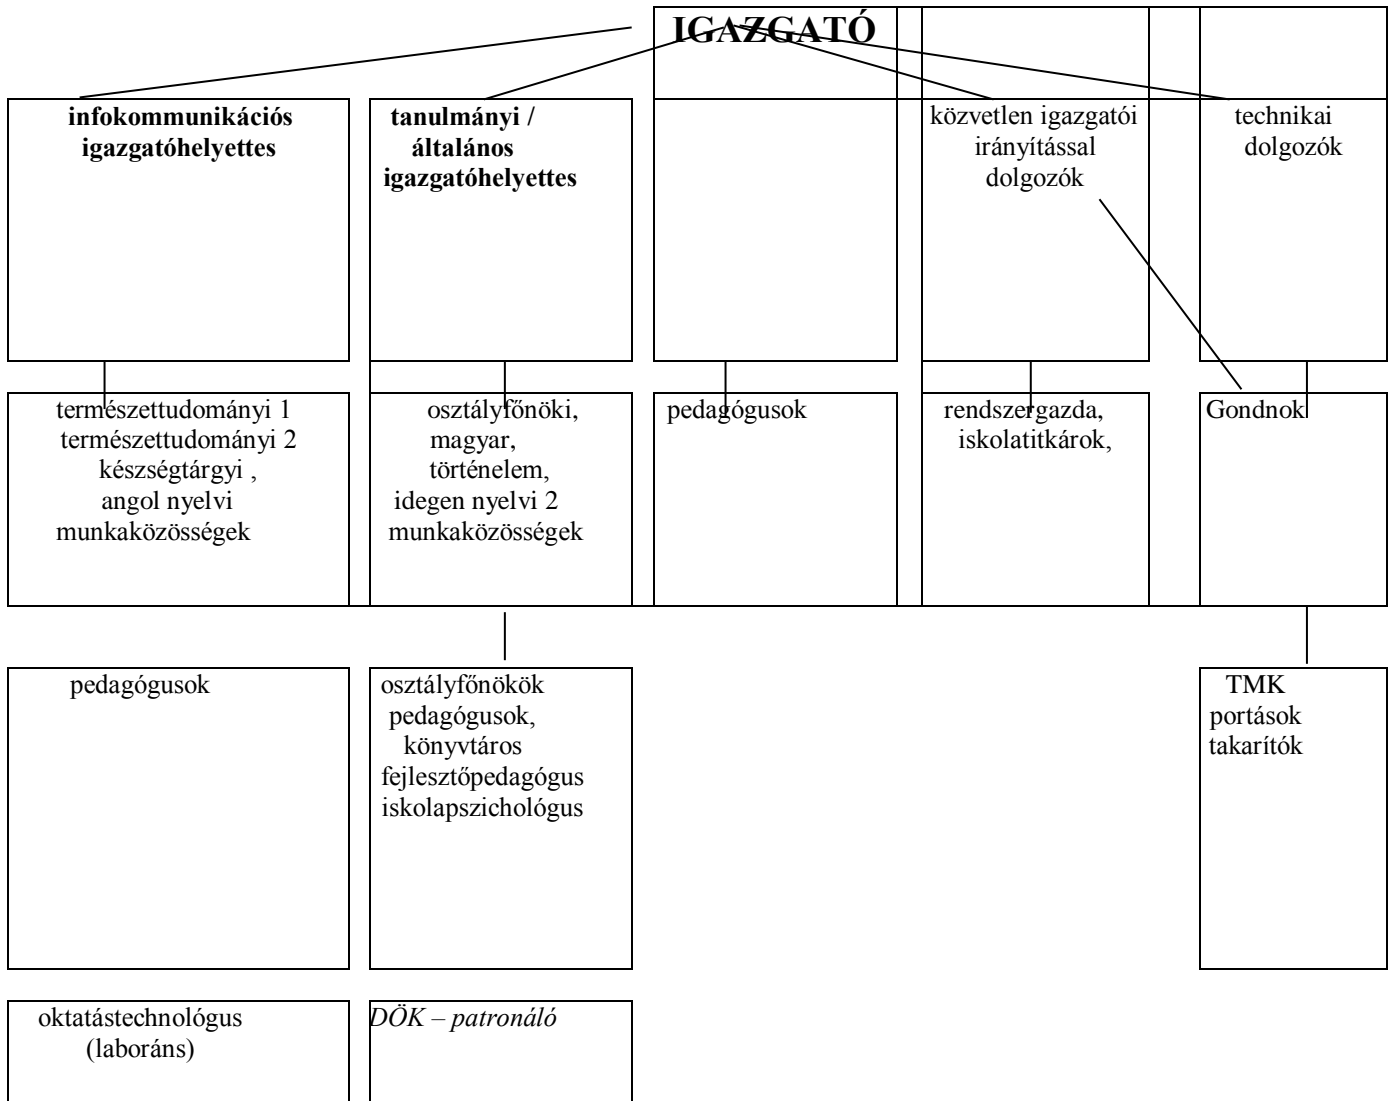 IGAZGATÓ
infokommunikációs
igazgatóhelyettes
tanulmányi /
általános
igazgatóhelyettes
közvetlen igazgatói
irányítással
dolgozók
technikai
dolgozók
természettudományi 1
természettudományi 2
készségtárgyi ,
angol nyelvi
munkaközösségek
osztályfőnöki,
magyar,
történelem,
idegen nyelvi 2
munkaközösségek
pedagógusok
rendszergazda,
iskolatitkárok,
Gondnok
pedagógusok
osztályfőnökök
pedagógusok,
könyvtáros
fejlesztőpedagógus
iskolapszichológus
TMK
portások
takarítók
oktatástechnológus
(laboráns)
DÖK – patronáló